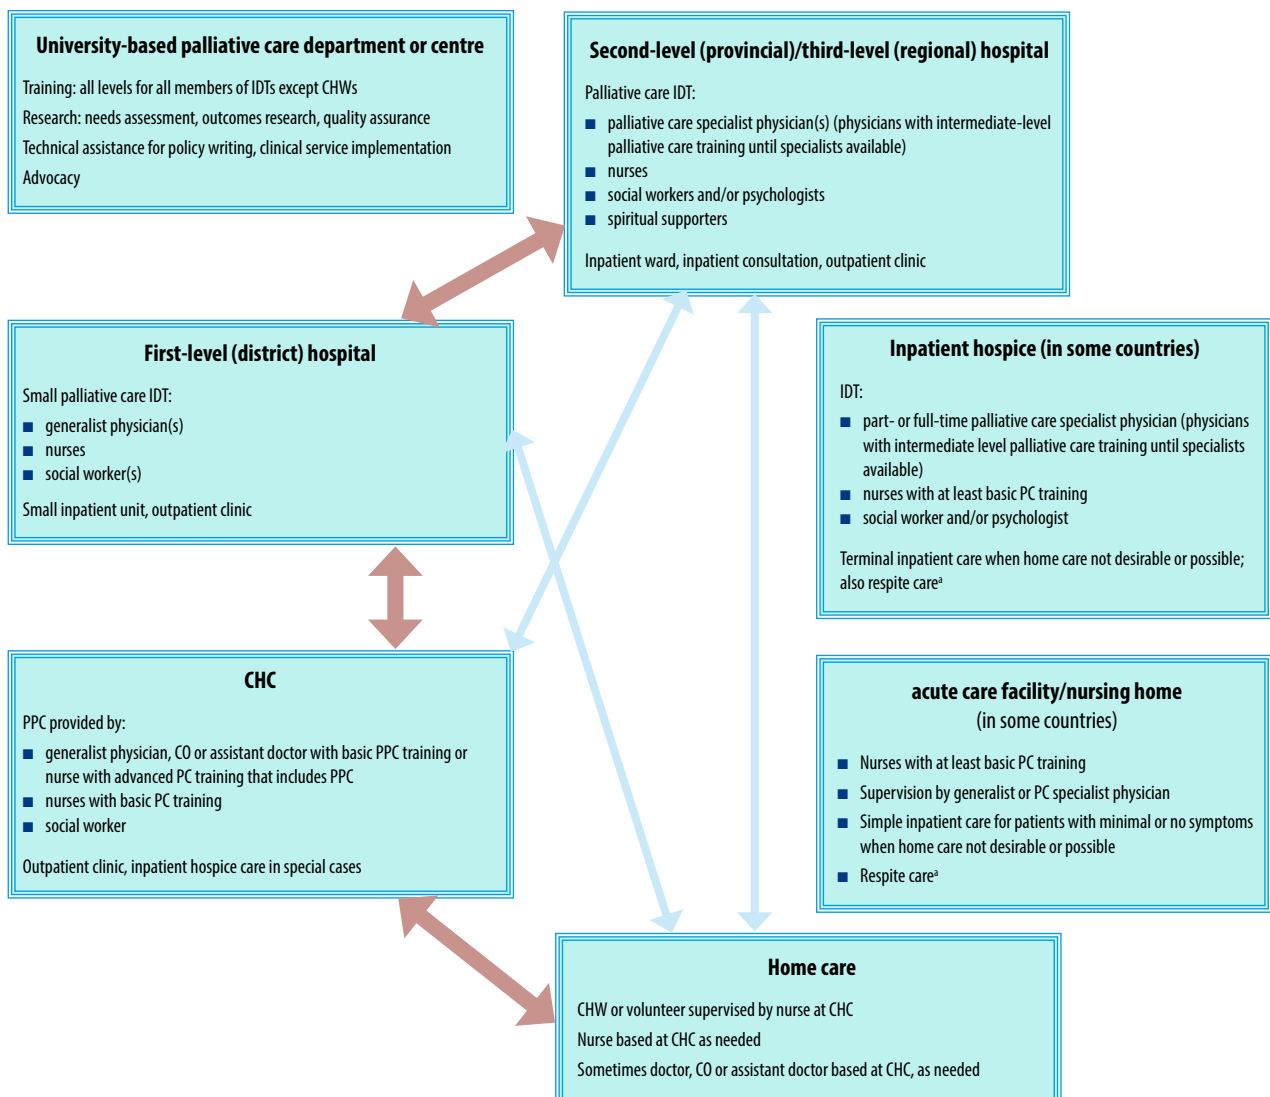 University-based palliative care department or centre
Training: all levels for all members of IDTs except CHWs
Research: needs assessment, outcomes research, quality assurance
Technical assistance for policy writing, clinical service implementation
Advocacy
Second-level (provincial)/third-level (regional) hospital
Palliative care IDT:
■ palliative care specialist physician(s) (physicians with intermediate-level
palliative care training until specialists available)
■ nurses
■ social workers and/or psychologists
■ spiritual supporters
Inpatient ward, inpatient consultation, outpatient clinic
First-level (district) hospital
Small palliative care IDT:
■ generalist physician(s)
■ nurses
■ social worker(s)
Small inpatient unit, outpatient clinic
Inpatient hospice (in some countries)
IDT:
■ part- or full-time palliative care specialist physician (physicians
with intermediate level palliative care training until specialists
available)
■ nurses with at least basic PC training
■ social worker and/or psychologist
Terminal inpatient care when home care not desirable or possible;
also respite careᵃ
CHC
PPC provided by:
■ generalist physician, CO or assistant doctor with basic PPC training or
nurse with advanced PC training that includes PPC
■ nurses with basic PC training
■ social worker
Outpatient clinic, inpatient hospice care in special cases
acute care facility/nursing home
(in some countries)
■ Nurses with at least basic PC training
■ Supervision by generalist or PC specialist physician
■ Simple inpatient care for patients with minimal or no symptoms
when home care not desirable or possible
■ Respite careᵃ
Home care
CHW or volunteer supervised by nurse at CHC
Nurse based at CHC as needed
Sometimes doctor, CO or assistant doctor based at CHC, as needed